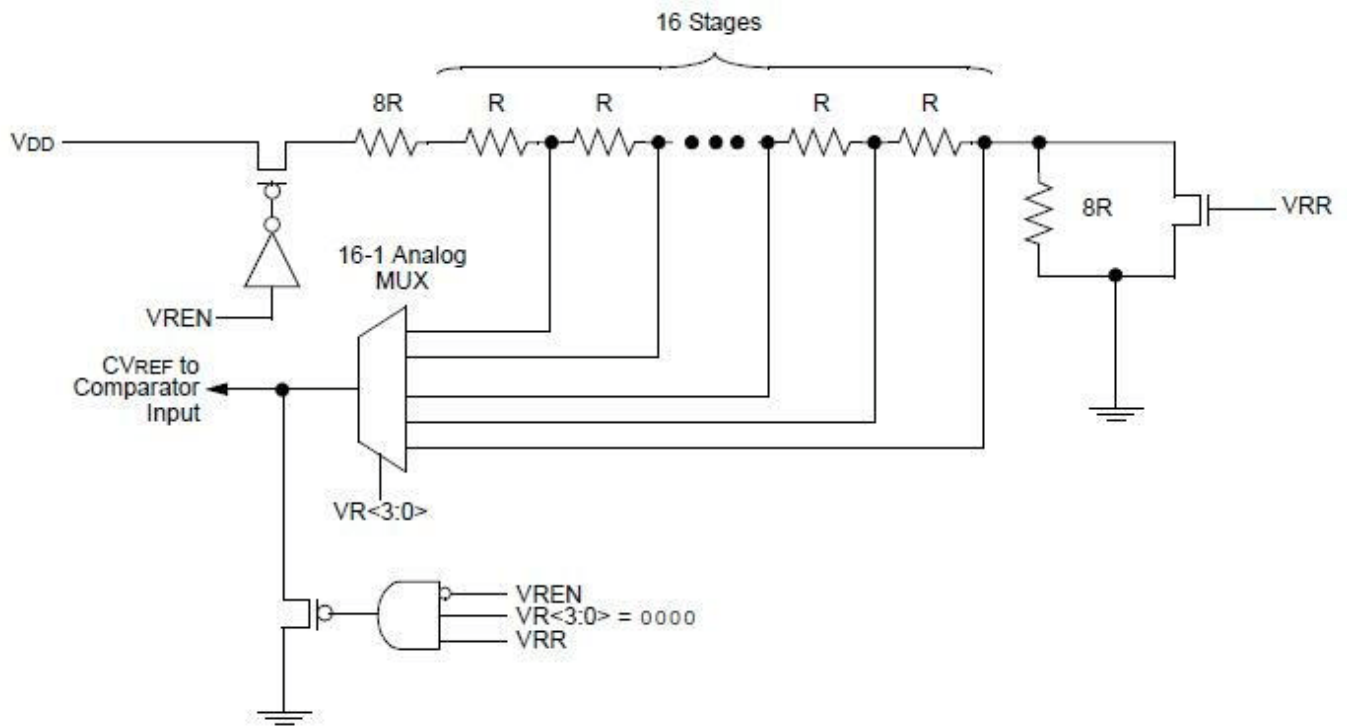 16 Stages
8R
R
R
R
R
VDD
8R
VRR
16-1 Analog
MUX
VREN
CVREF to
Comparator
Input
VR<3:0>
VREN
VR<3:0> = 0000
VRR